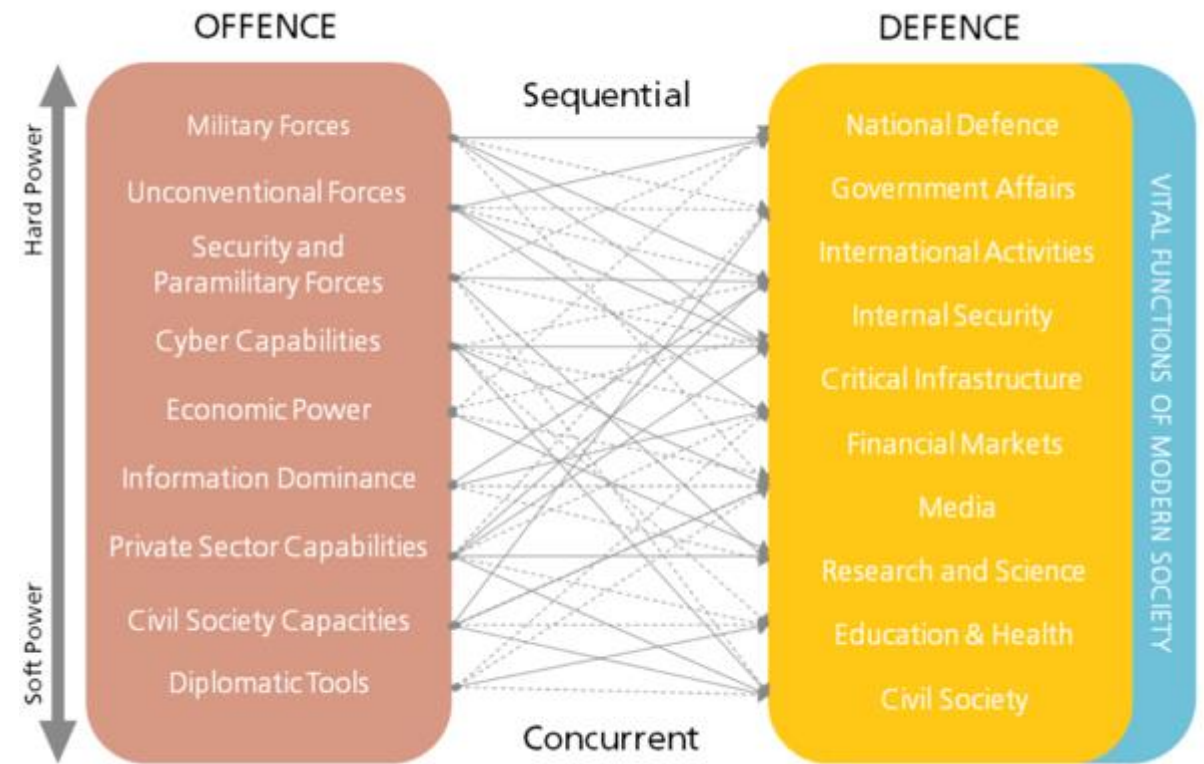 OFFENCE
DEFENCE
Hard Power
Soft Power
Military Forces
Unconventional Forces
Security and
Paramilitary Forces
Cyber Capabilities
Economic Power
Information Dominance
Private Sector Capabilities
Civil Society Capacities
Diplomatic Tools
Sequential
Concurrent
National Defence
Government Affairs
International Activities
Internal Security
Critical Infrastructure
Financial Markets
Media
Research and Science
Education & Health
Civil Society
VITAL FUNCTIONS OF MODERN SOCIETY